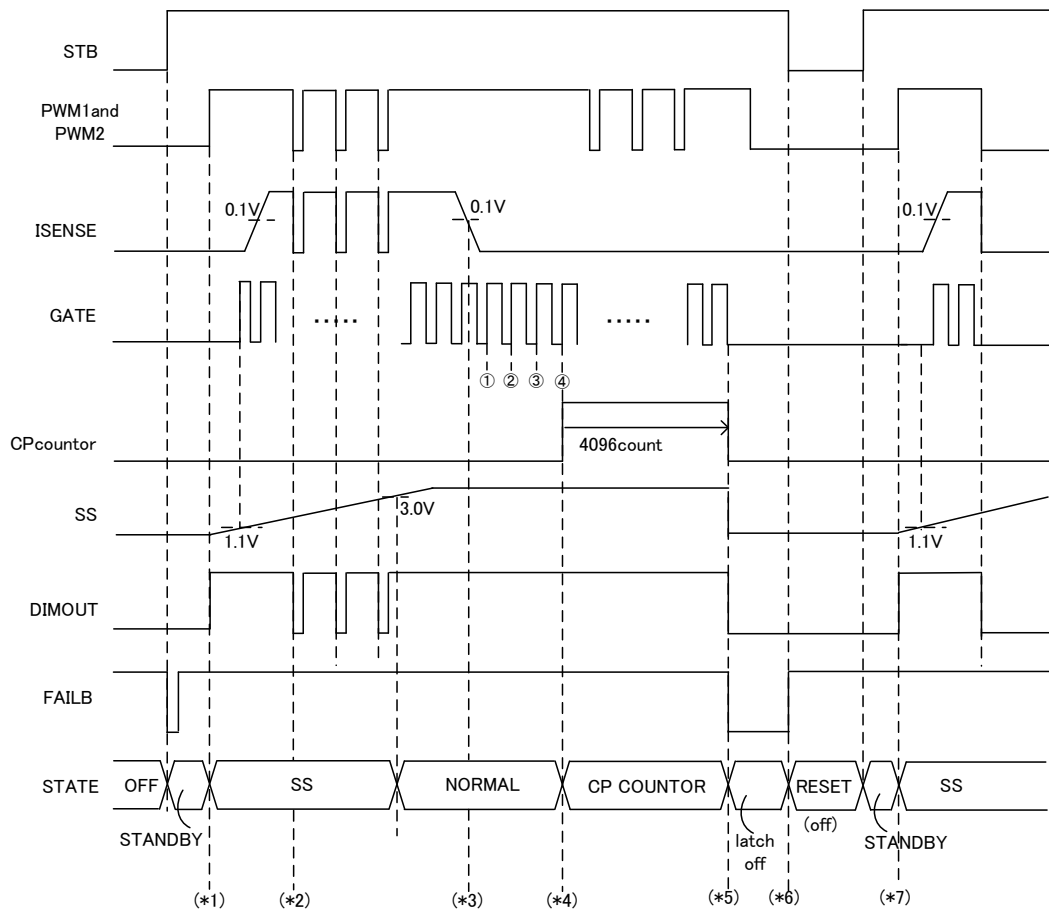 STB
PWM1and
PWM2
0.1V
0.1V
0.1V
ISENSE
GATE
.....
.....
① ② ③ ④
CPcountor
4096count
SS
3.0V
1.1V
1.1V
DIMOUT
FAILB
STATE
OFF
SS
NORMAL
CP COUNTOR
RESET
SS
(off)
STANDBY
latch
off
STANDBY
(*1)
(*2)
(*3)
(*4)
(*5)
(*6)
(*7)